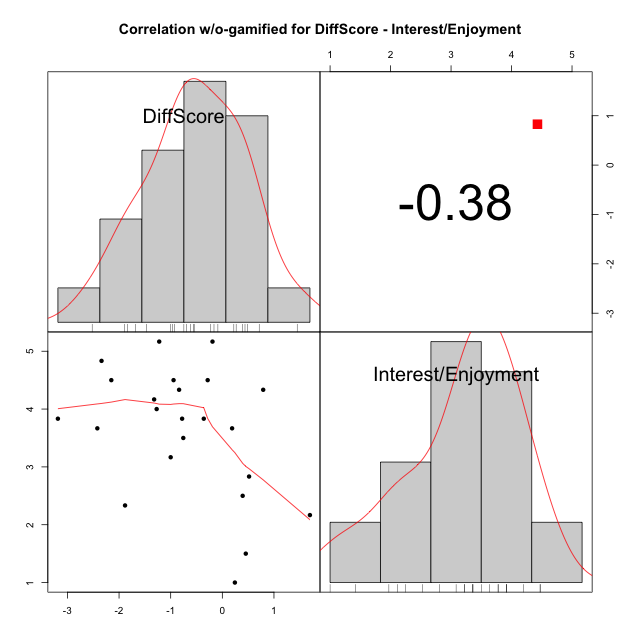 Correlation w/o-gamified for DiffScore - Interest/Enjoyment
1 2 3 4 5
DiffScore
-0.38
1
0
-1
-2
-3
Interest/Enjoyment
5
4
3
2
1
-3 -2 -1 0 1